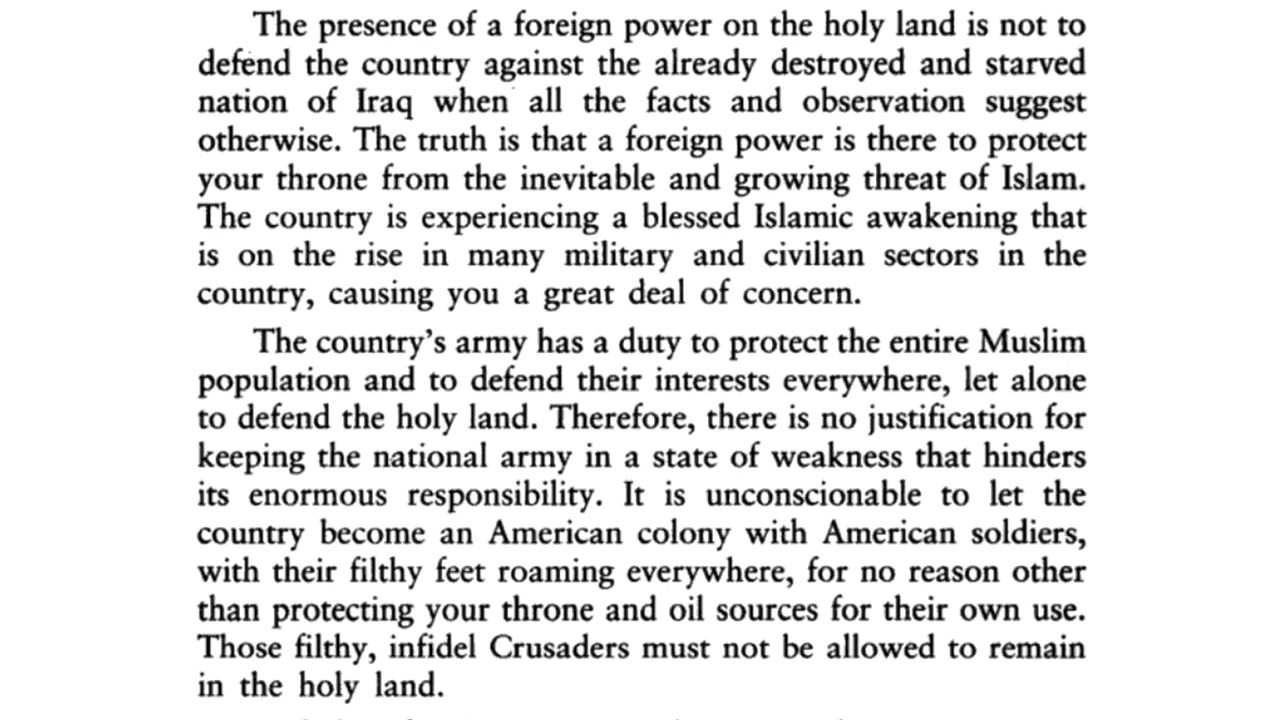 The presence of a foreign power on the holy land is not to
defend the country against the already destroyed and starved
nation of Iraq when all the facts and observation suggest
otherwise. The truth is that a foreign power is there to protect
your throne from the inevitable and growing threat of Islam.
The country is experiencing a blessed Islamic awakening that
is on the rise in many military and civilian sectors in the
country, causing you a great deal of concern.
The country's army has a duty to protect the entire Muslim
population and to defend their interests everywhere, let alone
to defend the holy land. Therefore, there is no justification for
keeping the national army in a state of weakness that hinders
its enormous responsibility. It is unconscionable to let the
country become an American colony with American soldiers,
with their filthy feet roaming everywhere, for no reason other
than protecting your throne and oil sources for their own use.
Those filthy, infidel Crusaders must not be allowed to remain
in the holy land.